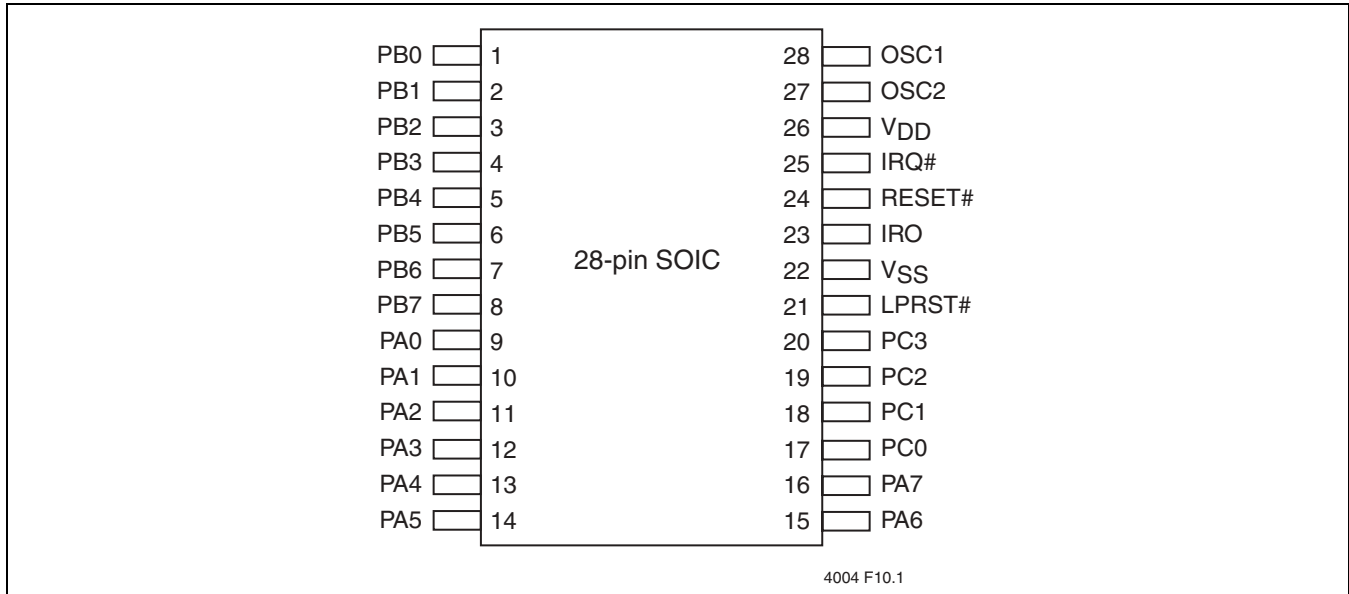 PB0 1 28 OSC1
PB1 2 27 OSC2
PB2 3 26 VDD
PB3 4 25 IRQ#
PB4 5 24 RESET#
PB5 6 23 IRO
28-pin SOIC
PB6 7 22 VSS
PB7 8 21 LPRST#
PA0 9 20 PC3
PA1 10 19 PC2
PA2 11 18 PC1
PA3 12 17 PC0
PA4 13 16 PA7
PA5 14 15 PA6
4004 F10.1